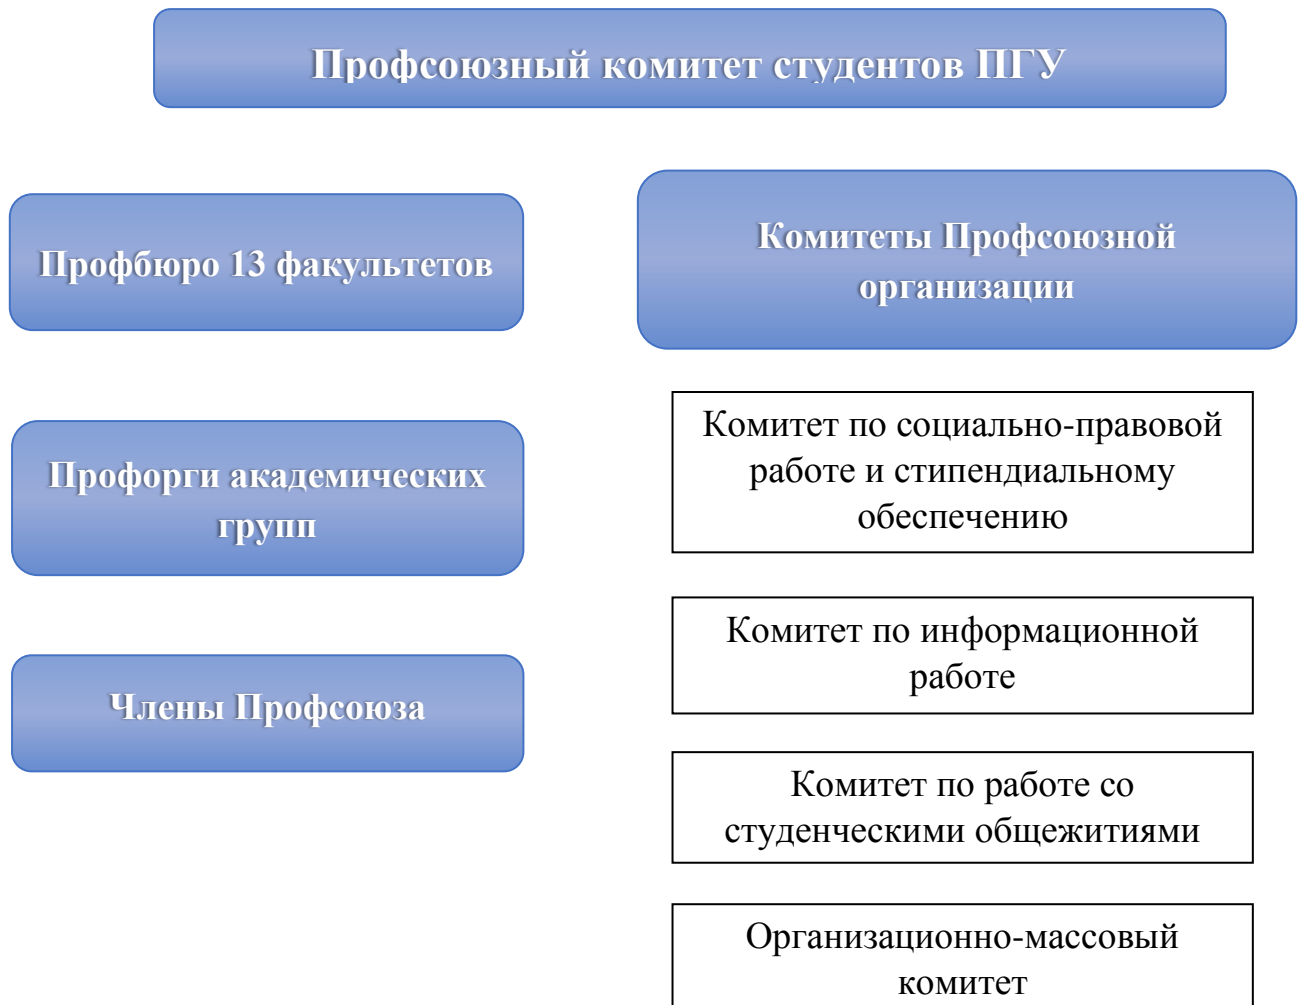 Профсоюзный комитет студентов ПГУ
Профбюро 13 факультетов
Профорги академических
групп
Члены Профсоюза
Комитеты Профсоюзной
организации
Комитет по социально-правовой
работе и стипендиальному
обеспечению
Комитет по информационной
работе
Комитет по работе со
студенческими общежитиями
Организационно-массовый
комитет